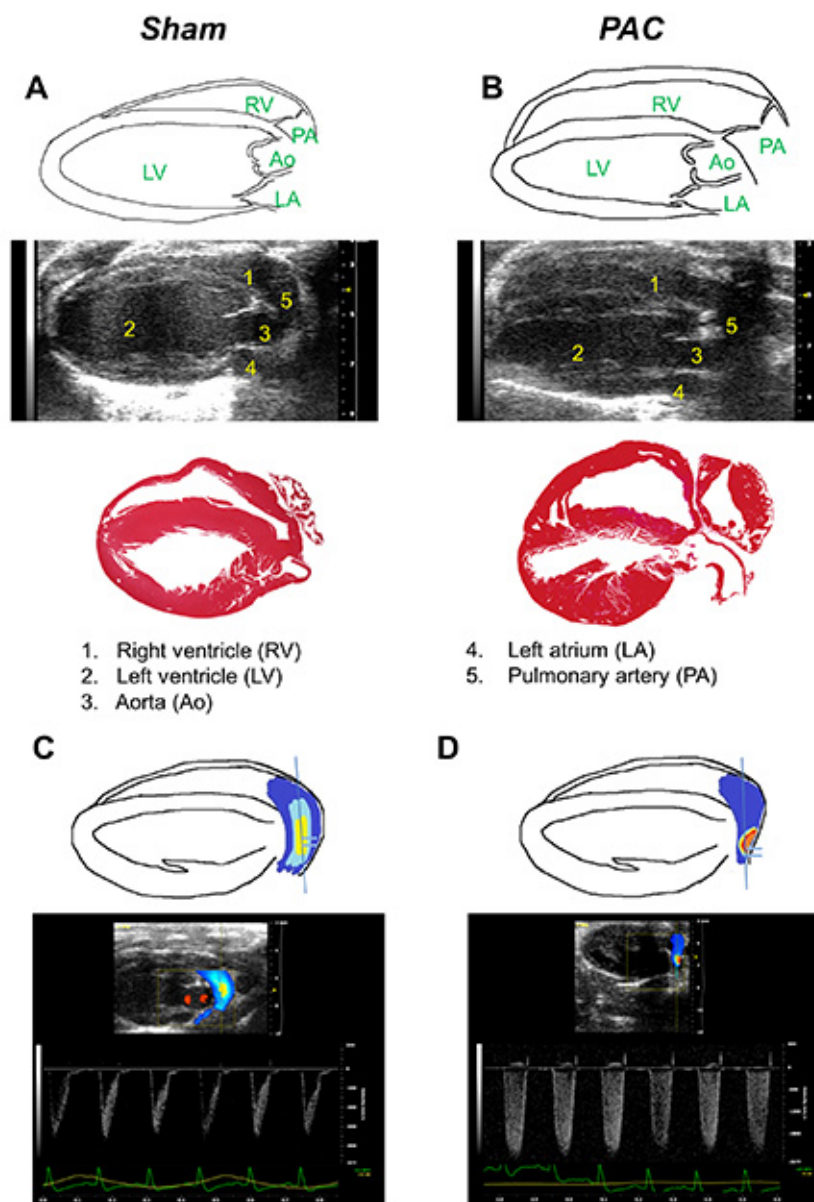 Sham PAC
A B
RV RV
PA PA
Ao Ao
LV LV
LA LA
1 1
5 5
2 3 2 3
4 4
1. Right ventricle (RV) 4. Left atrium (LA)
2. Left ventricle (LV) 5. Pulmonary artery (PA)
3. Aorta (Ao)
C D